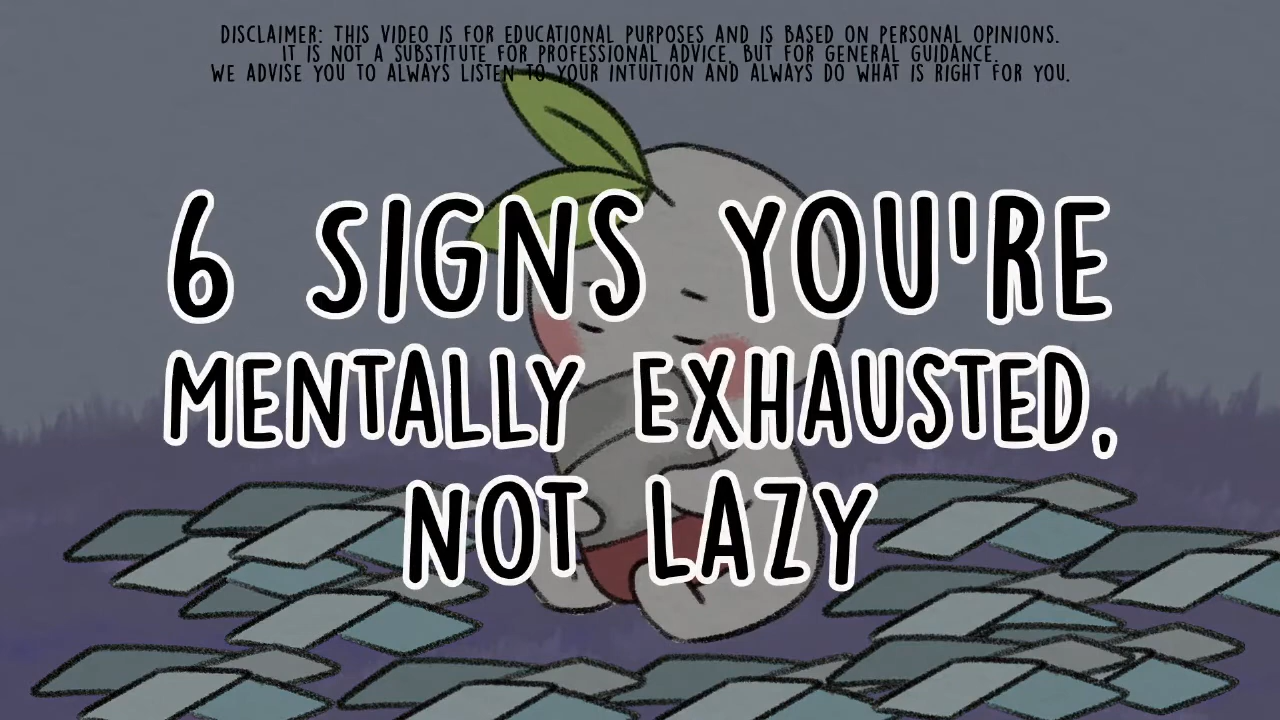 DISCLAIMER: THIS VIDEO IS FOR EDUCATIONAL PURPOSES AND IS BASED ON PERSONAL OPINIONS.
IT IS NOT A SUBSTITUTE FOR PROFESSIONAL ADVICE, BUT FOR GENERAL GUIDANCE.
WE ADVISE YOU TO ALWAYS LISTEN TO YOUR INTUITION AND ALWAYS DO WHAT IS RIGHT FOR YOU.
6 SIGNS YOU'RE
MENTALLY EXHAUSTED,
NOT LAZY